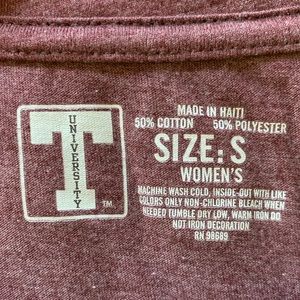 T
UNIVERSITY
TM
MADE IN HAITI
50% COTTON 50% POLYESTER
SIZE: S
WOMEN'S
MACHINE WASH COLD, INSIDE-OUT WITH LIKE
COLORS ONLY NON-CHLORINE BLEACH WHEN
NEEDED TUMBLE DRY LOW, WARM IRON DO
NOT IRON DECORATION
RN 98689